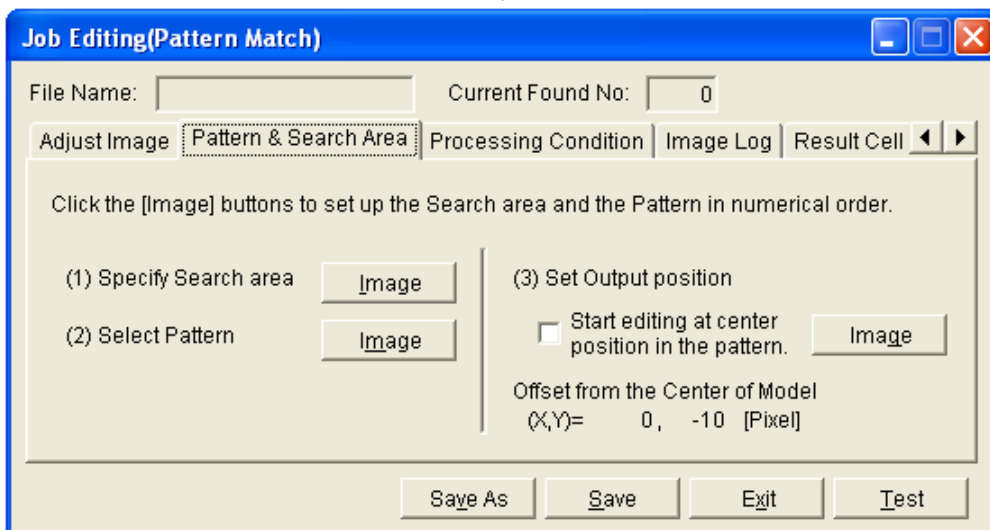 Job Editing(Pattern Match)
File Name: Current Found No: 0
Adjust Image Pattern & Search Area Processing Condition Image Log Result Cell
Click the [Image] buttons to set up the Search area and the Pattern in numerical order.
(1) Specify Search area Image
(2) Select Pattern Image
(3) Set Output position
Start editing at center
position in the pattern. Image
Offset from the Center of Model
(X,Y)= 0 , -10 [Pixel]
Save As Save Exit Test